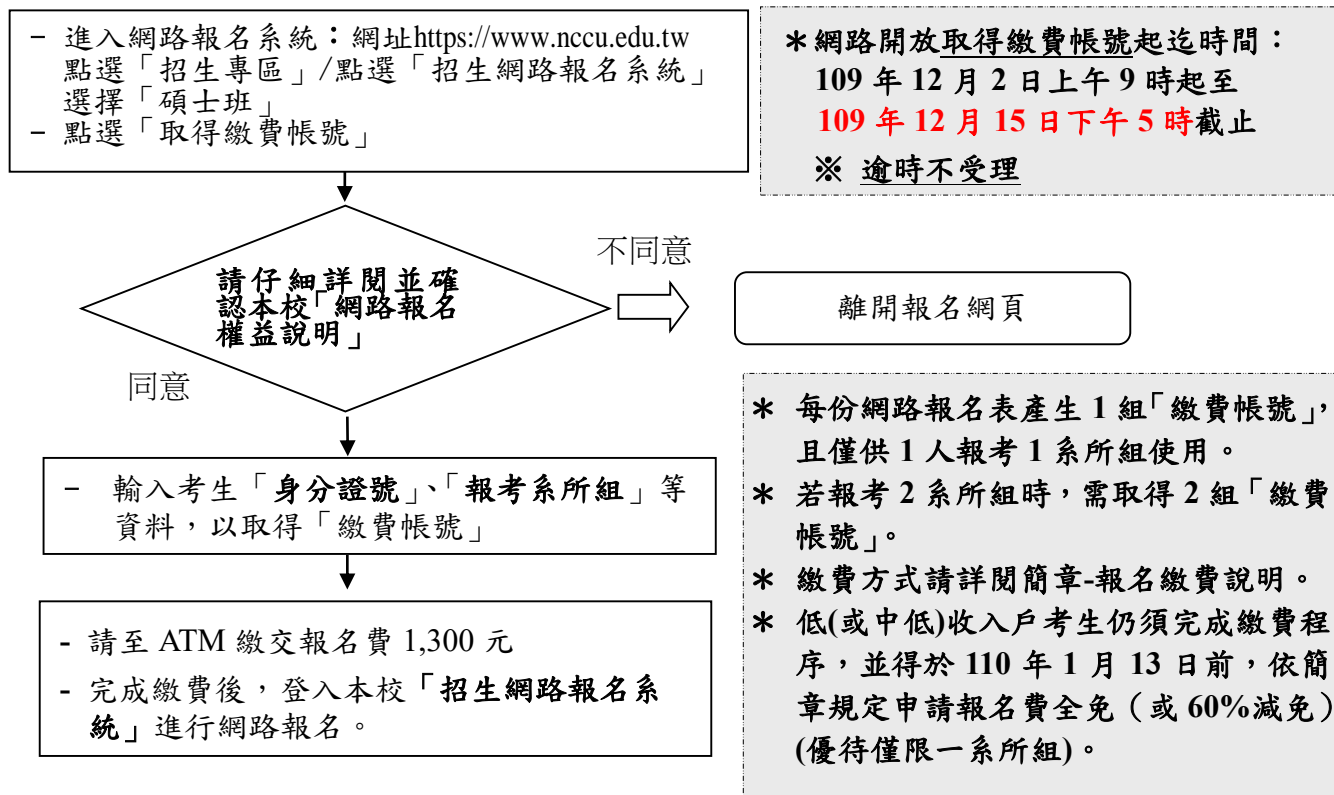 - 進入網路報名系統：網址https://www.nccu.edu.tw
點選「招生專區」/點選「招生網路報名系統」
選擇「碩士班」
- 點選「取得繳費帳號」
＊網路開放取得繳費帳號起迄時間：
109 年 12 月 2 日上午 9 時起至
109 年 12 月 15 日下午 5 時截止
※ 逾時不受理
請仔細詳閱並確
認本校「網路報名
權益說明」
不同意
離開報名網頁
同意
- 輸入考生「身分證號」、「報考系所組」等
資料，以取得「繳費帳號」
- 請至 ATM 繳交報名費 1,300 元
- 完成繳費後，登入本校「招生網路報名系
統」進行網路報名。
＊ 每份網路報名表產生 1 組「繳費帳號」，
且僅供 1 人報考 1 系所組使用。
＊ 若報考 2 系所組時，需取得 2 組「繳費
帳號」。
＊ 繳費方式請詳閱簡章-報名繳費說明。
＊ 低(或中低)收入戶考生仍須完成繳費程
序，並得於 110 年 1 月 13 日前，依簡
章規定申請報名費全免（或 60%減免）
(優待僅限一系所組)。